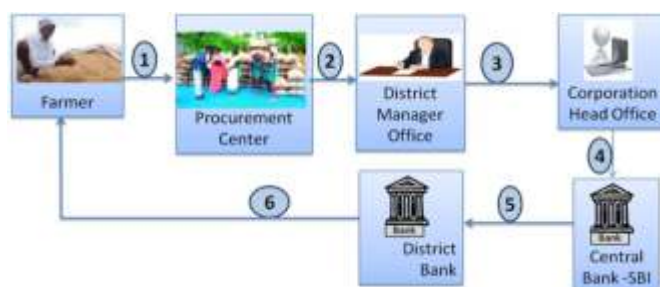 1
2
3
Farmer
Procurement
Center
District
Manager
Office
Corporation
Head Office
4
6
5
Bank
District
Bank
Bank
Central
Bank -SBI